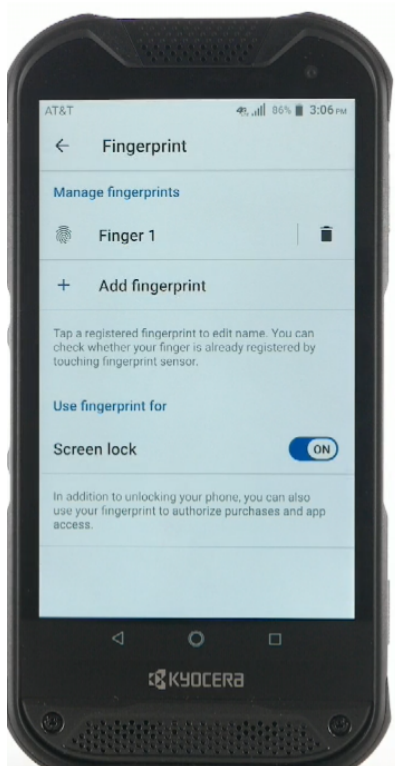 AT&T 4G 86% 3:06 PM
Fingerprint
Manage fingerprints
Finger 1
+ Add fingerprint
Tap a registered fingerprint to edit name. You can
check whether your finger is already registered by
touching fingerprint sensor.
Use fingerprint for
Screen lock ON
In addition to unlocking your phone, you can also
use your fingerprint to authorize purchases and app
access.
KYOCERA